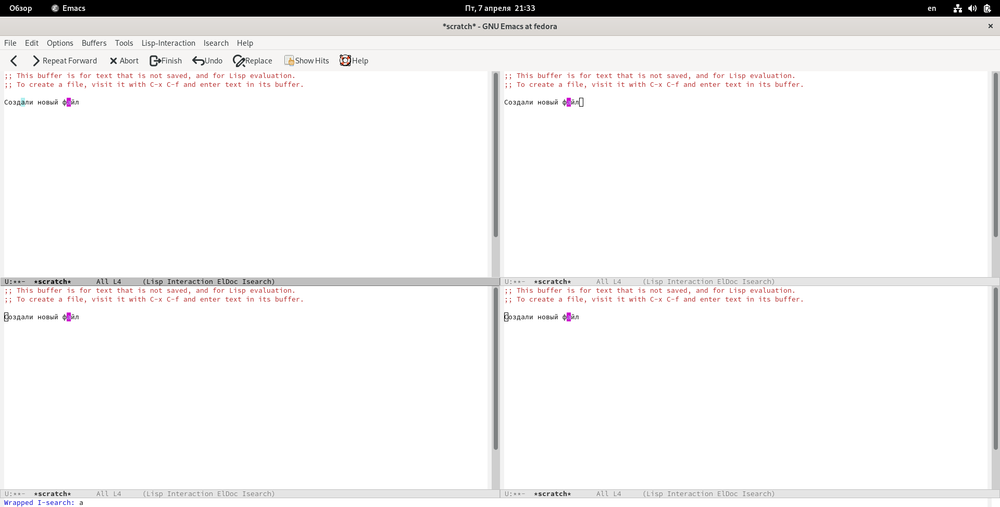 Обзор Emacs Пт, 7 апреля 21:33 en
*scratch* - GNU Emacs at fedora
File Edit Options Buffers Tools Lisp-Interaction Isearch Help
Repeat Forward Abort Finish Undo Replace Show Hits Help
;; This buffer is for text that is not saved, and for Lisp evaluation.
;; To create a file, visit it with C-x C-f and enter text in its buffer.
Создали новый файл
U:**- *scratch* All L4 (Lisp Interaction ElDoc Isearch)
;; This buffer is for text that is not saved, and for Lisp evaluation.
;; To create a file, visit it with C-x C-f and enter text in its buffer.
Создали новый файл
U:**- *scratch* All L4 (Lisp Interaction ElDoc Isearch)
;; This buffer is for text that is not saved, and for Lisp evaluation.
;; To create a file, visit it with C-x C-f and enter text in its buffer.
Создали новый файл
U:**- *scratch* All L4 (Lisp Interaction ElDoc Isearch)
;; This buffer is for text that is not saved, and for Lisp evaluation.
;; To create a file, visit it with C-x C-f and enter text in its buffer.
Создали новый файл
U:**- *scratch* All L4 (Lisp Interaction ElDoc Isearch)
Wrapped I-search: а